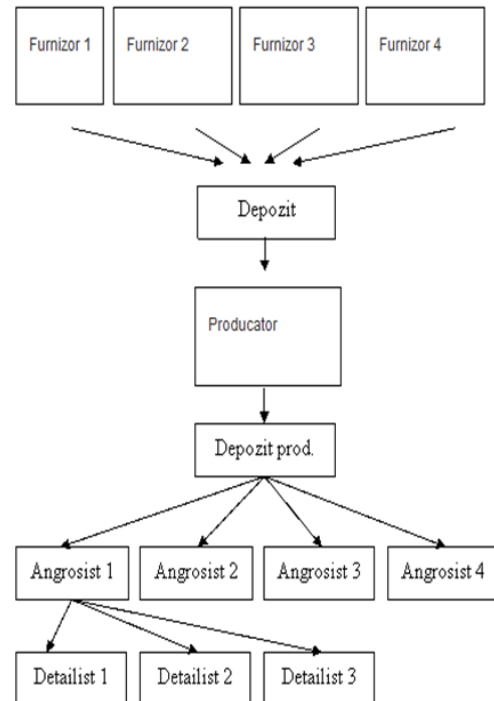 Furnizor 1
Furnizor 2
Furnizor 3
Furnizor 4
Depozit
Producator
Depozit prod.
Angrosist 1
Angrosist 2
Angrosist 3
Angrosist 4
Detailist 1
Detailist 2
Detailist 3